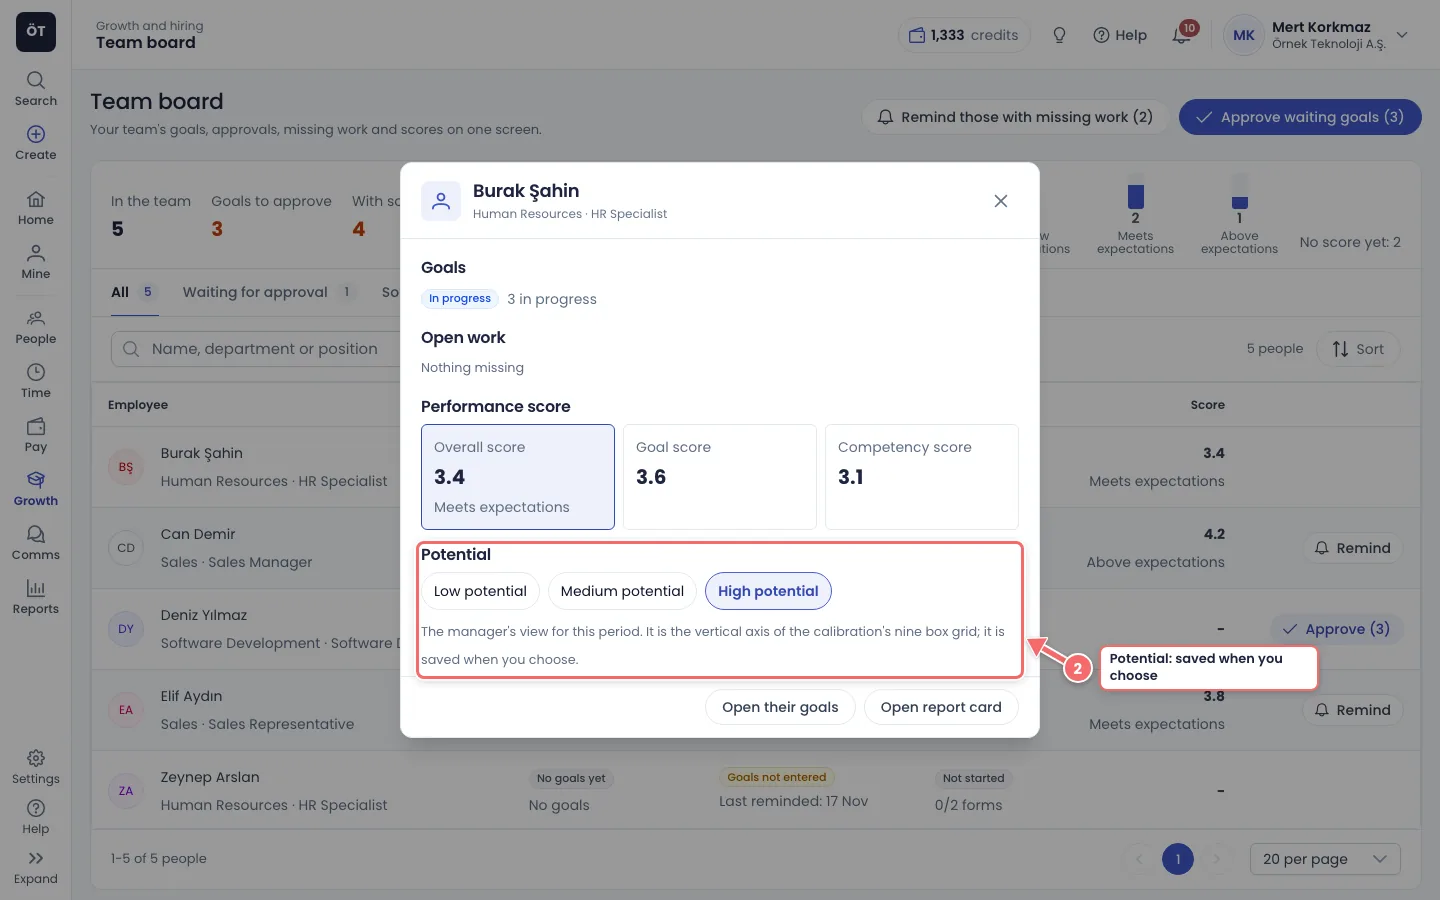 ÖT
Growth and hiring
Team board
1,333 credits
Help
10
MK
Mert Korkmaz
Örnek Teknoloji A.Ş.
Search
Create
Home
Mine
People
Time
Pay
Growth
Comms
Reports
Settings
Help
Expand
Team board
Your team's goals, approvals, missing work and scores on one screen.
Remind those with missing work (2)
Approve waiting goals (3)
In the team
5
Goals to approve
3
With sc
4
2
Meets
expectations
1
Above
expectations
No score yet: 2
All 5
Waiting for approval 1
So
Name, department or position
5 people
Sort
Employee
Score
BŞ
Burak Şahin
Human Resources · HR Specialist
3.4
Meets expectations
CD
Can Demir
Sales · Sales Manager
4.2
Above expectations
Remind
DY
Deniz Yılmaz
Software Development · Software D
-
Approve (3)
EA
Elif Aydın
Sales · Sales Representative
3.8
Meets expectations
Remind
ZA
Zeynep Arslan
Human Resources · HR Specialist
No goals yet
No goals
Goals not entered
Last reminded: 17 Nov
Not started
0/2 forms
-
1-5 of 5 people
1
20 per page
Burak Şahin
Human Resources · HR Specialist
Goals
In progress 3 in progress
Open work
Nothing missing
Performance score
Overall score
3.4
Meets expectations
Goal score
3.6
Competency score
3.1
Potential
Low potential
Medium potential
High potential
The manager's view for this period. It is the vertical axis of the calibration's nine box grid; it is
saved when you choose.
Open their goals
Open report card
2
Potential: saved when you
choose